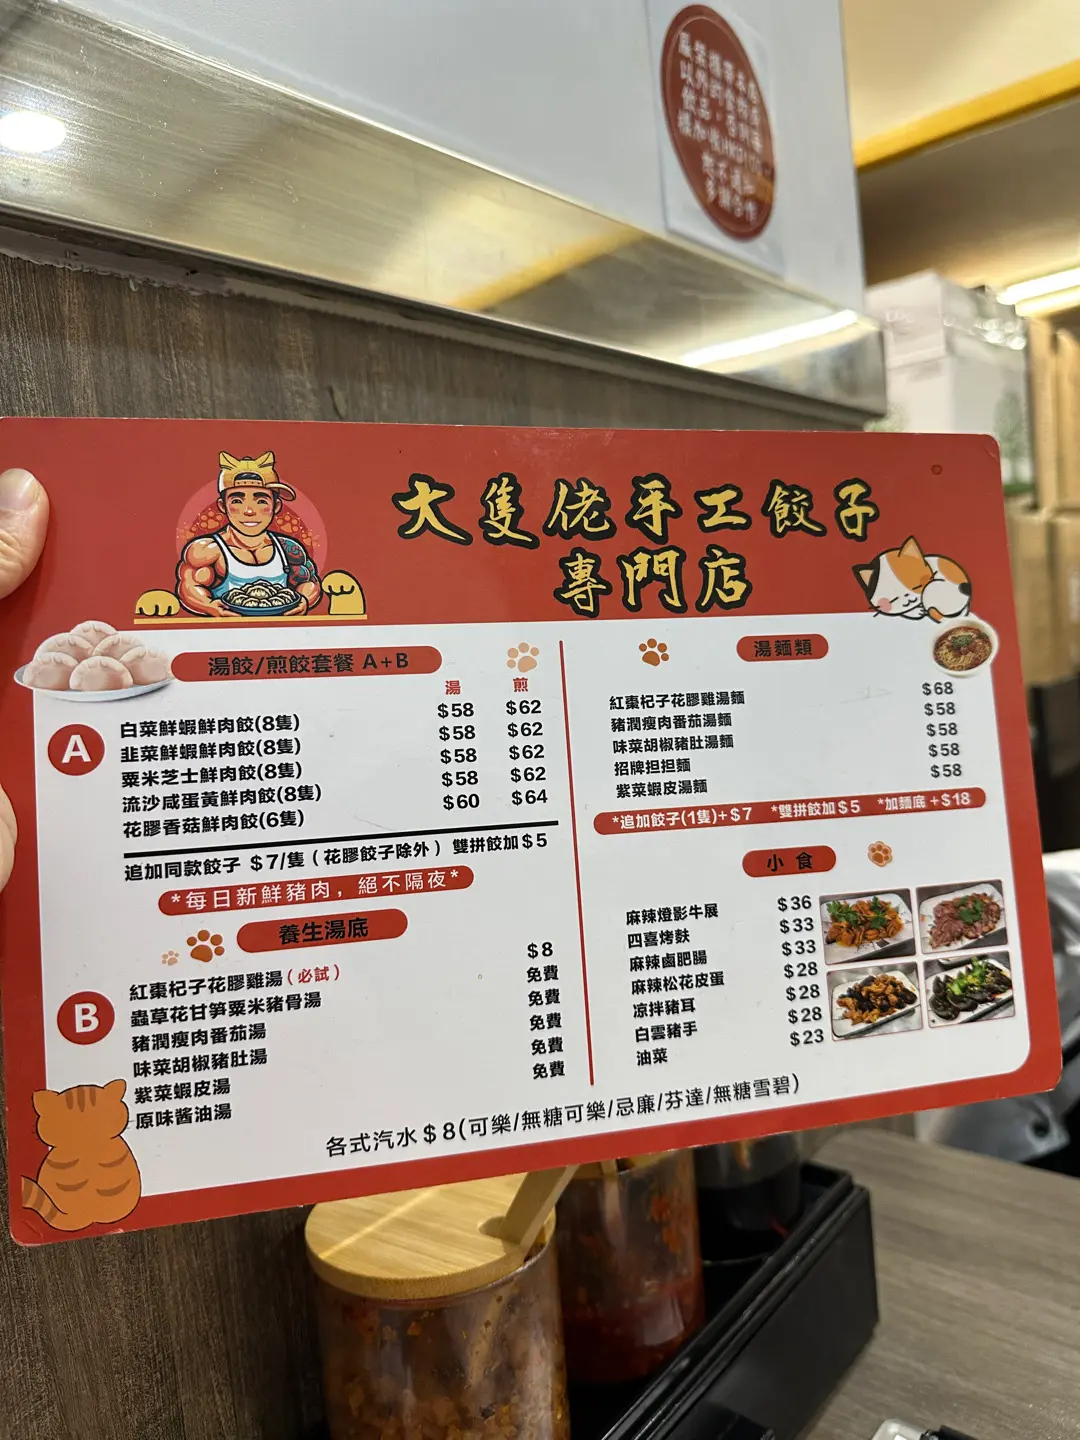 大隻佬手工餃子
專門店
湯餃/煎餃套餐 A+B
湯 煎
A
白菜鮮蝦鮮肉餃(8隻) $58 $62
韭菜鮮蝦鮮肉餃(8隻) $58 $62
粟米芝士鮮肉餃(8隻) $58 $62
流沙咸蛋黃鮮肉餃(8隻) $58 $62
花膠香菇鮮肉餃(6隻) $60 $64
追加同款餃子 $7/隻(花膠餃子除外) 雙拼餃加$5
*每日新鮮豬肉，絕不隔夜*
養生湯底
B
紅棗杞子花膠雞湯(必試) $8
蟲草花甘笋粟米豬骨湯 免費
豬潤瘦肉番茄湯 免費
味菜胡椒豬肚湯 免費
紫菜蝦皮湯 免費
原味酱油湯 免費
湯麵類
紅棗杞子花膠雞湯麵 $68
豬潤瘦肉番茄湯麵 $58
味菜胡椒豬肚湯麵 $58
招牌担担麵 $58
紫菜蝦皮湯麵 $58
*追加餃子(1隻)+$7 *雙拼餃加$5 *加麵底+$18
小食
麻辣燈影牛展 $36
四喜烤麩 $33
麻辣鹵肥腸 $33
麻辣松花皮蛋 $28
凉拌豬耳 $28
白雲豬手 $28
油菜 $23
各式汽水$8(可樂/無糖可樂/忌廉/芬達/無糖雪碧)